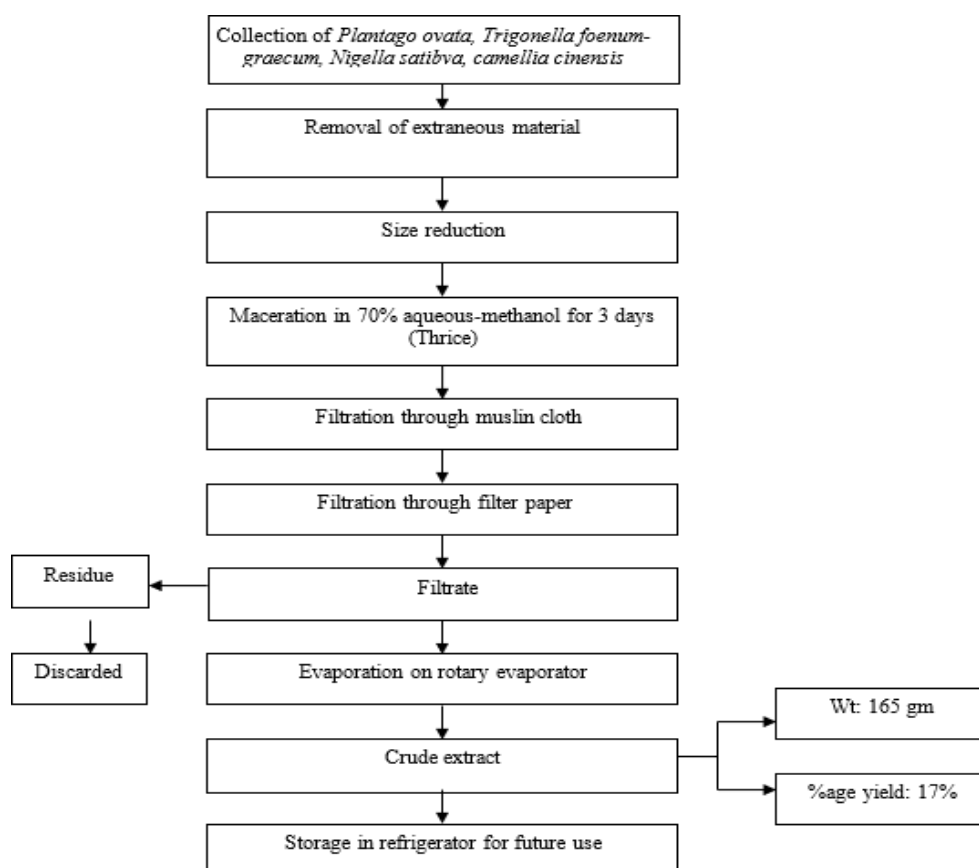 Collection of Plantago ovata, Trigonella foenum-
graecum, Nigella satibva, camellia cinensis
Removal of extraneous material
Size reduction
Maceration in 70% aqueous-methanol for 3 days
(Thrice)
Filtration through muslin cloth
Filtration through filter paper
Residue
Filtrate
Discarded
Evaporation on rotary evaporator
Wt: 165 gm
Crude extract
%age yield: 17%
Storage in refrigerator for future use